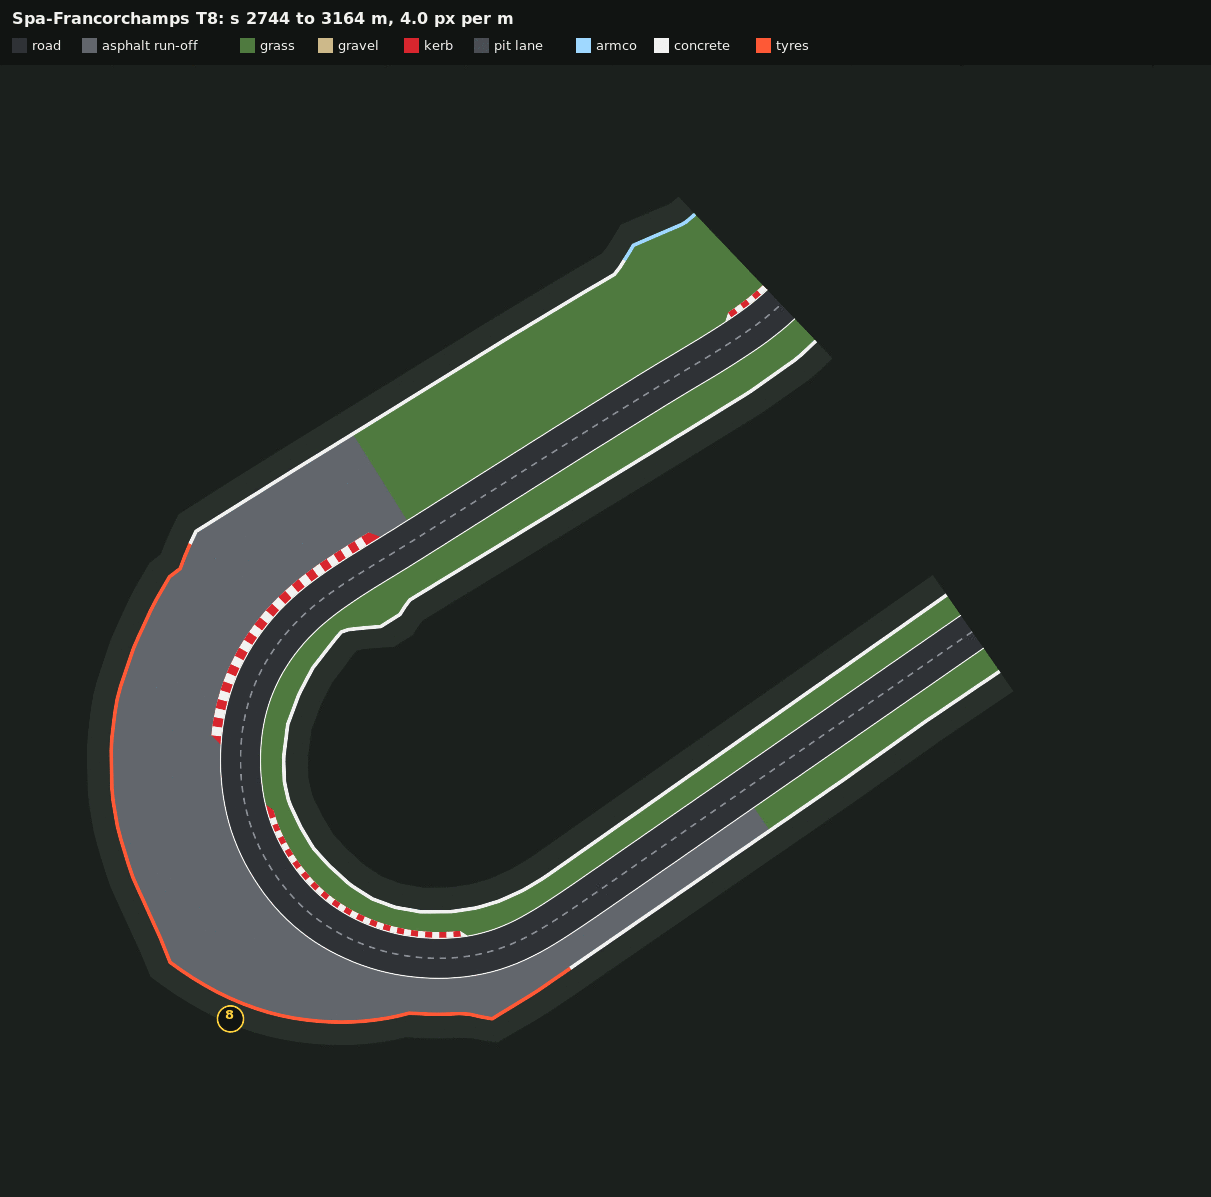 Spa-Francorchamps T8: s 2744 to 3164 m, 4.0 px per m
road asphalt run-off grass gravel kerb pit lane armco concrete tyres
8